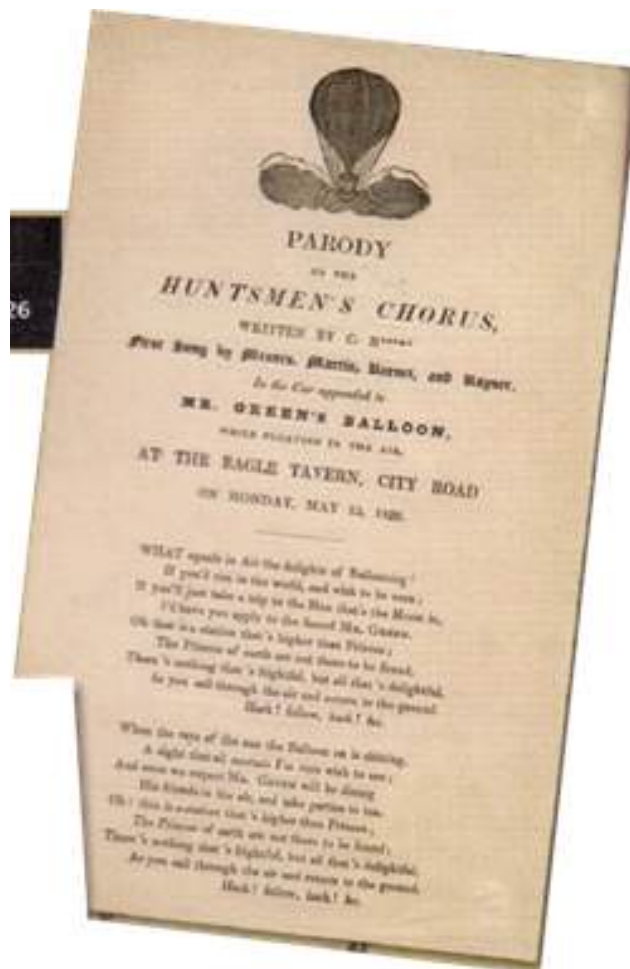 26
PARODY
ON THE
HUNTSMEN'S CHORUS,
WRITTEN BY C. B*****
First Sung by Messrs. Martin, and Rayner,
In the Car appended to
MR. GREEN'S BALLOON,
WHILE FLOATING IN THE AIR,
AT THE EAGLE TAVERN, CITY ROAD
ON MONDAY, MAY
WHAT equals in Air the delights of Ballooning!
If you'll rise in the world, and wish to be seen;
If you'll just take a trip to the Man that's the Moon in,
I'd have you apply to the famed MR. GREEN.
Oh that is a station that's higher than Princes;
The Princes of earth are not there to be found,
There's nothing that's frightful, but all that's delightful,
As you sail through the air and return to the ground.
Hark! follow, hark! &c.
When the rays of the sun the Balloon on is shining,
A sight that all mortals I'm sure wish to see;
And soon we expect MR. GREEN will be dining
His friends in the air, and take parties to tea.
Oh! this is a station that's higher than Princes;
The Princes of earth are not there to be found;
There's nothing that's frightful, but all that's delightful,
As you sail through the air and return to the ground.
Hark! follow, hark! &c.